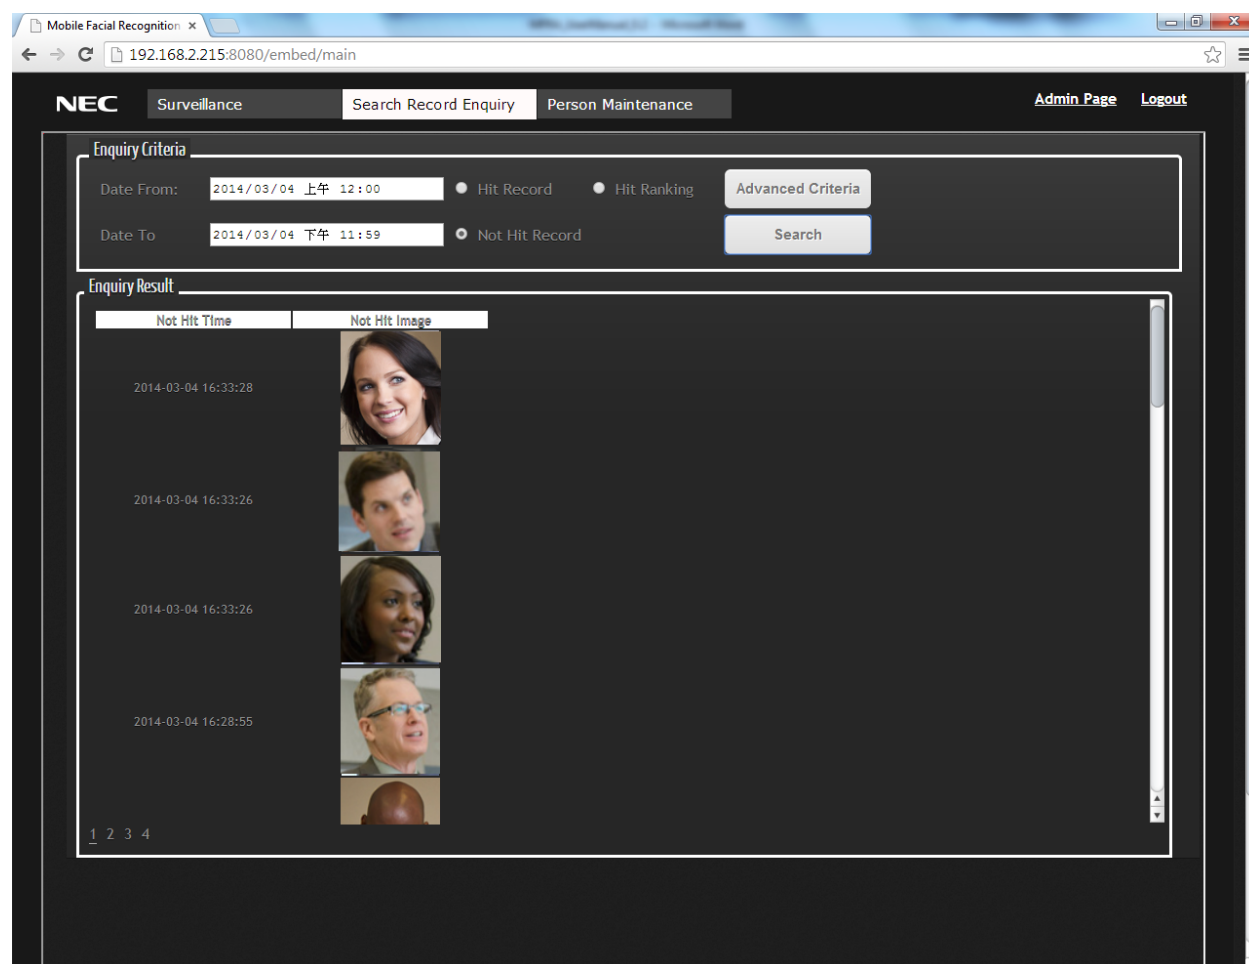 Mobile Facial Recognition
192.168.2.215:8080/embed/main
NEC Surveillance Search Record Enquiry Person Maintenance Admin Page Logout
Enquiry Criteria
Date From: 2014/03/04 上午 12:00 Hit Record Hit Ranking Advanced Criteria
Date To 2014/03/04 下午 11:59 Not Hit Record Search
Enquiry Result
Not Hit Time Not Hit Image
2014-03-04 16:33:28
2014-03-04 16:33:26
2014-03-04 16:33:26
2014-03-04 16:28:55
1 2 3 4